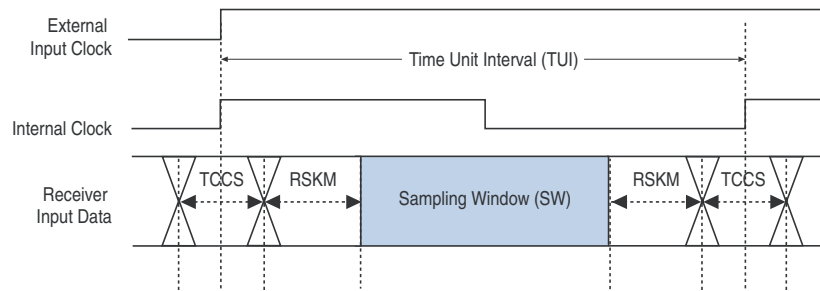 External
Input Clock
Time Unit Interval (TUI)
Internal Clock
Receiver
Input Data
TCCS
RSKM
Sampling Window (SW)
RSKM
TCCS